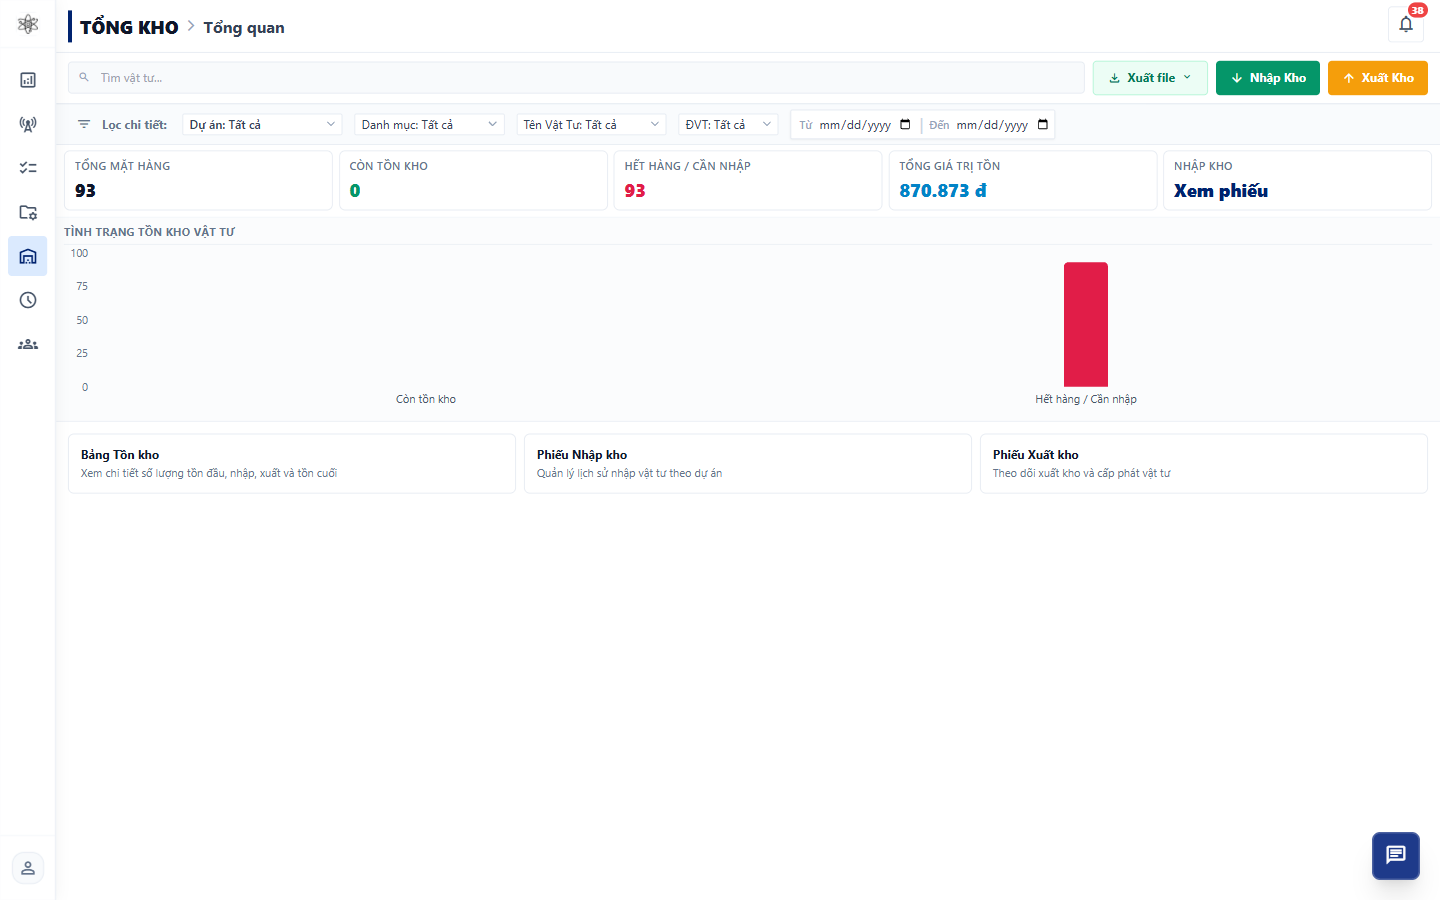 TỔNG KHO > Tổng quan
38
Tìm vật tư...
Xuất file
Nhập Kho
Xuất Kho
Lọc chi tiết:
Dự án: Tất cả
Danh mục: Tất cả
Tên Vật Tư: Tất cả
ĐVT: Tất cả
Từ mm/dd/yyyy
Đến mm/dd/yyyy
TỔNG MẶT HÀNG
93
CÒN TỒN KHO
0
HẾT HÀNG / CẦN NHẬP
93
TỔNG GIÁ TRỊ TỒN
870.873 đ
NHẬP KHO
Xem phiếu
TÌNH TRẠNG TỒN KHO VẬT TƯ
100
75
50
25
0
Còn tồn kho
Hết hàng / Cần nhập
Bảng Tồn kho
Xem chi tiết số lượng tồn đầu, nhập, xuất và tồn cuối
Phiếu Nhập kho
Quản lý lịch sử nhập vật tư theo dự án
Phiếu Xuất kho
Theo dõi xuất kho và cấp phát vật tư